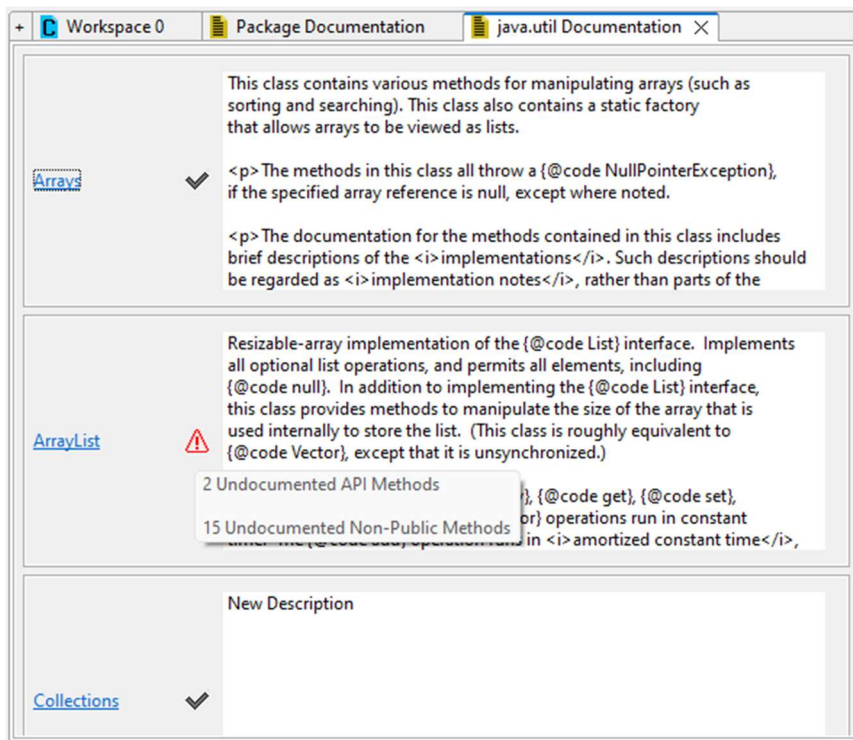 + C Workspace 0 Package Documentation java.util Documentation ×
This class contains various methods for manipulating arrays (such as
sorting and searching). This class also contains a static factory
that allows arrays to be viewed as lists.
Arrays
<p>The methods in this class all throw a {@code NullPointerException},
if the specified array reference is null, except where noted.
<p>The documentation for the methods contained in this class includes
brief descriptions of the <i>implementations</i>. Such descriptions should
be regarded as <i>implementation notes</i>, rather than parts of the
Resizable-array implementation of the {@code List} interface.  Implements
all optional list operations, and permits all elements, including
{@code null}.  In addition to implementing the {@code List} interface,
this class provides methods to manipulate the size of the array that is
used internally to store the list.  (This class is roughly equivalent to
ArrayList
{@code Vector}, except that it is unsynchronized.)
2 Undocumented API Methods
}, {@code get}, {@code set},
15 Undocumented Non-Public Methods
or} operations run in constant
in <i>amortized constant time</i>,
New Description
Collections